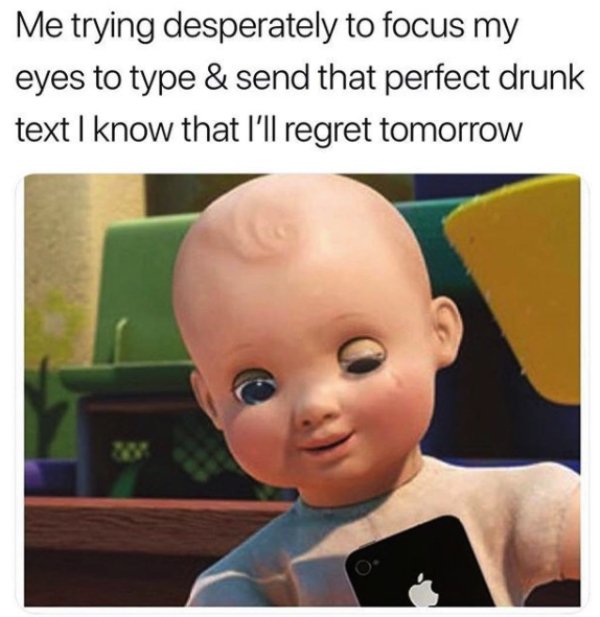 Me trying desperately to focus my
eyes to type & send that perfect drunk
text I know that I'll regret tomorrow